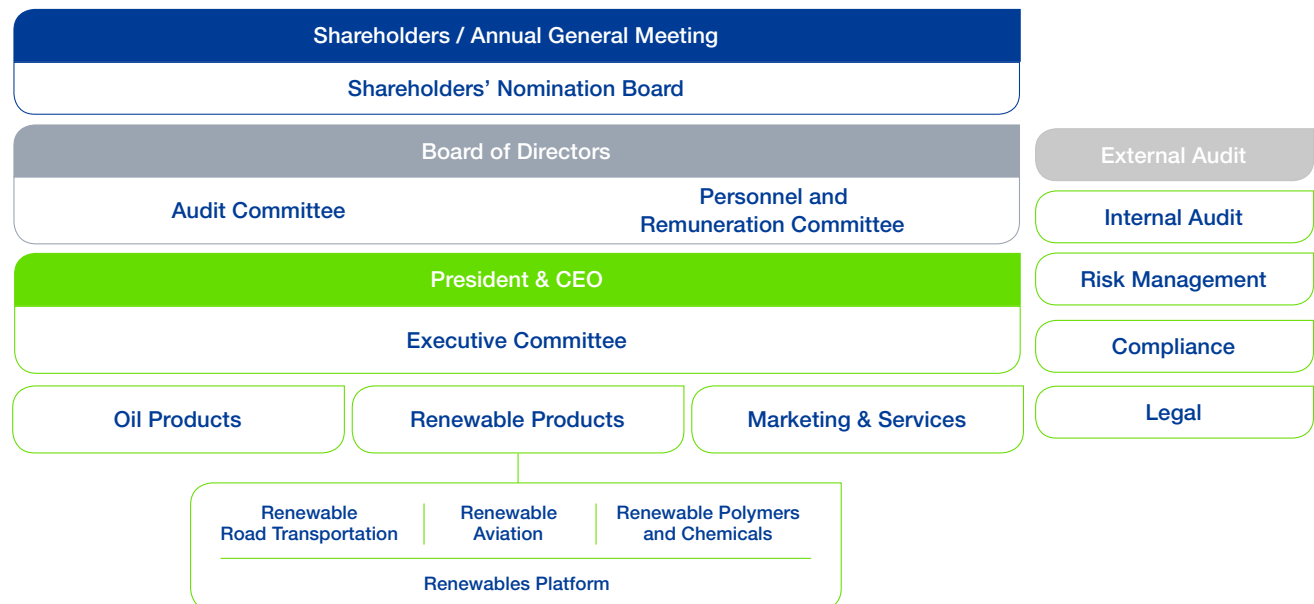 Shareholders / Annual General Meeting
Shareholders’ Nomination Board
Board of Directors
Audit Committee
Personnel and
Remuneration Committee
President & CEO
Executive Committee
Oil Products
Renewable Products
Marketing & Services
Renewable
Road Transportation
Renewable
Aviation
Renewable Polymers
and Chemicals
Renewables Platform
External Audit
Internal Audit
Risk Management
Compliance
Legal